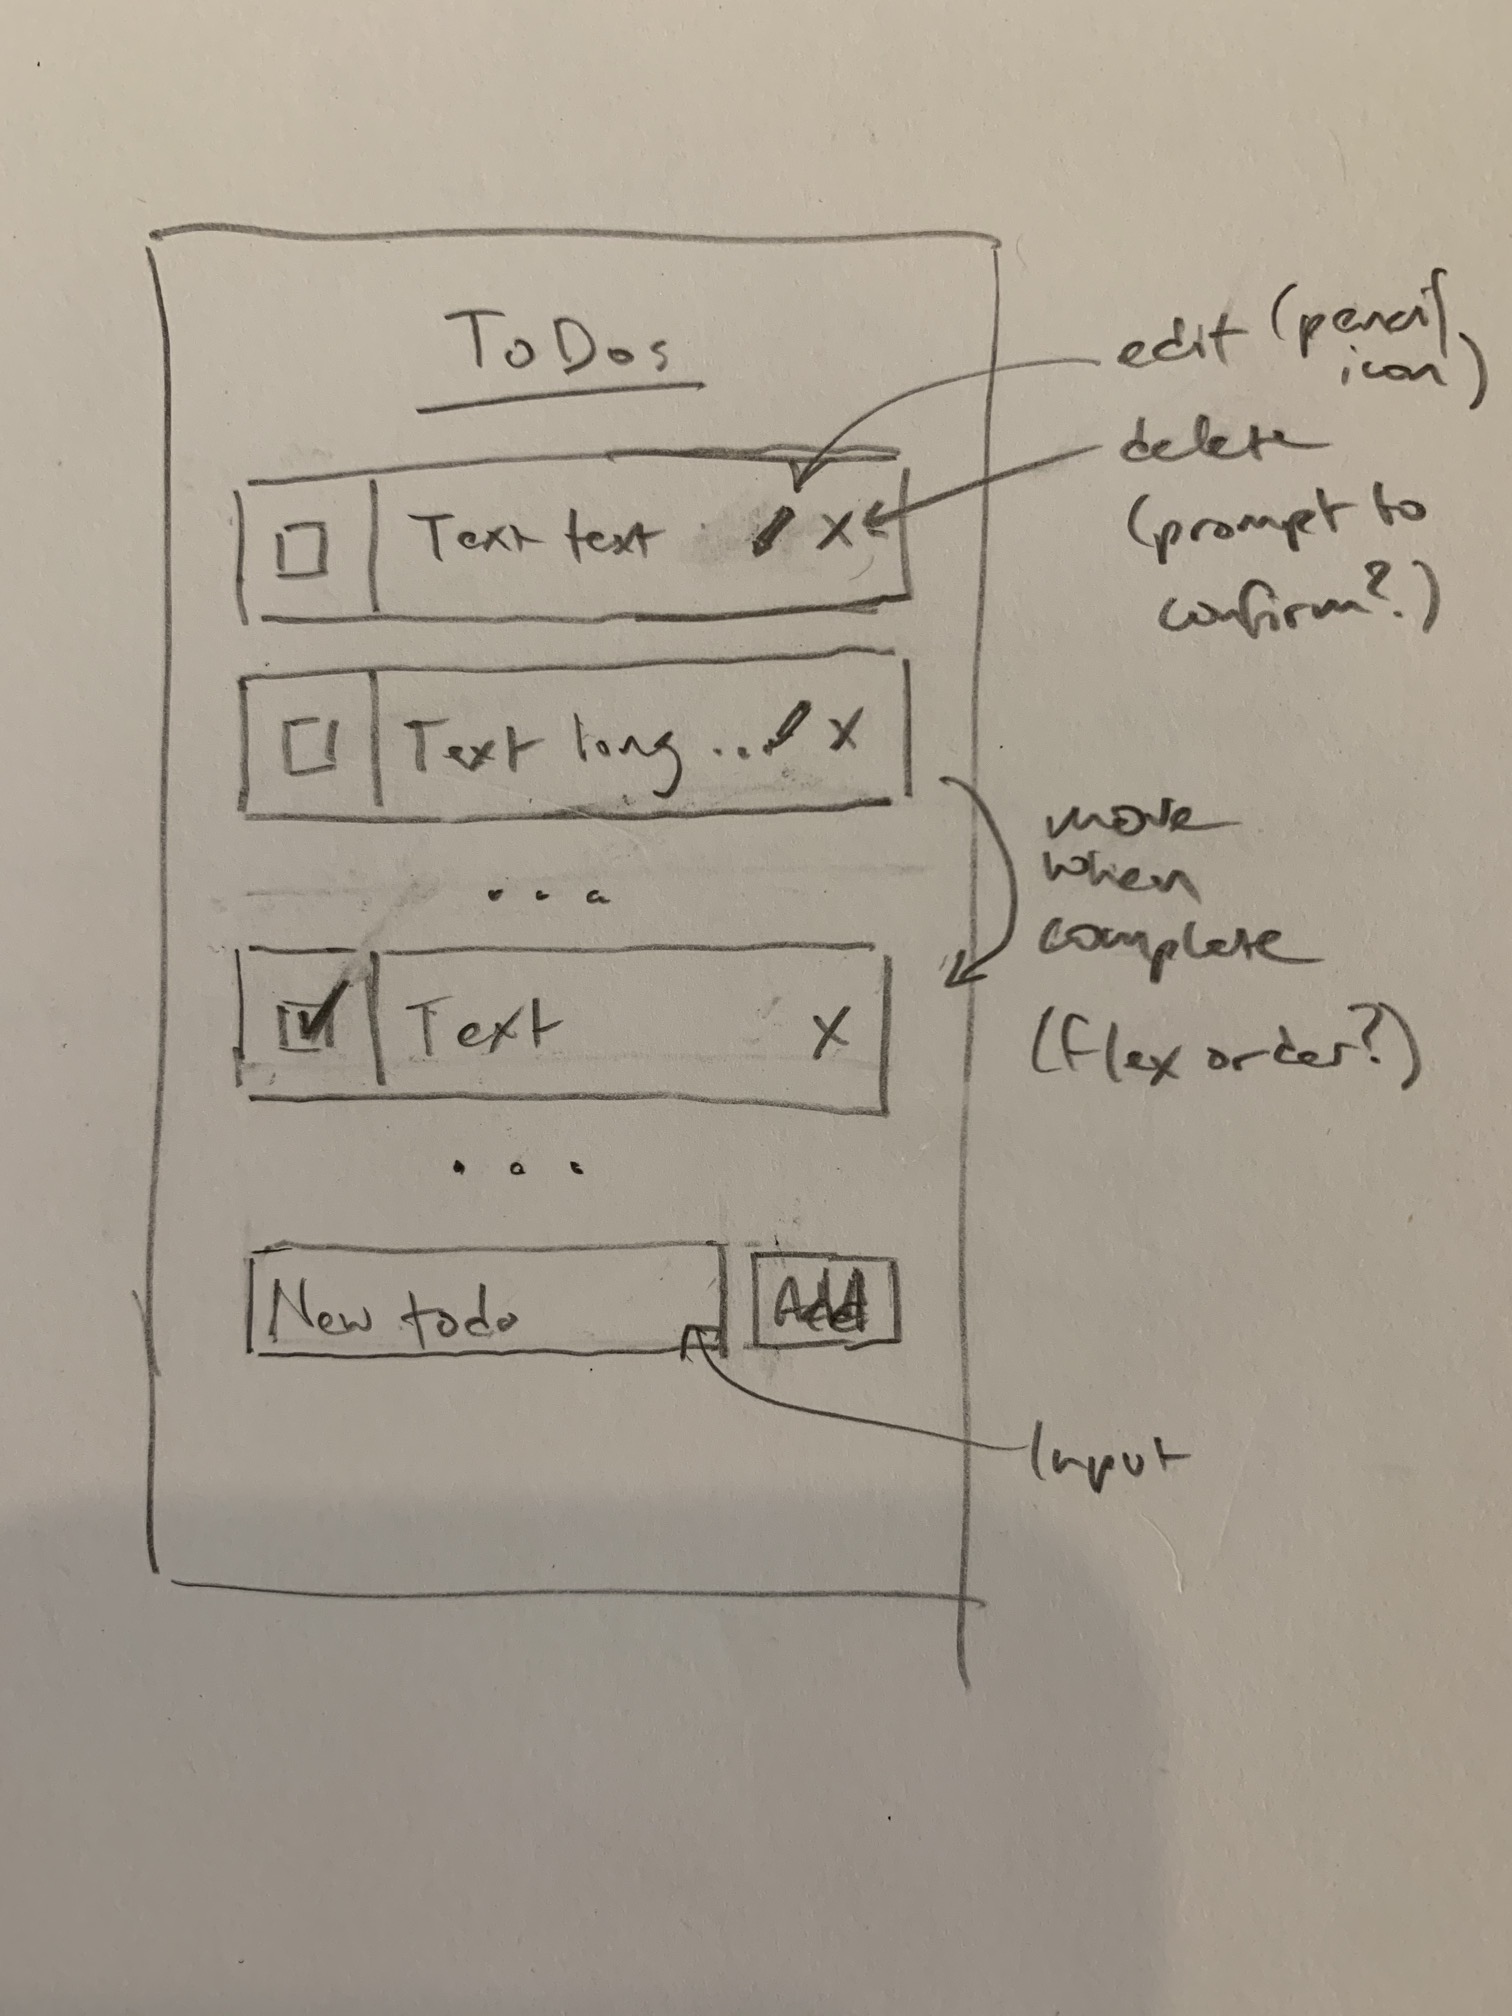 ToDos
edit (pencil
icon)
delete
(prompt to
confirm?)
Text text X
Text long ... X
move
when
complete
(flex order?)
...
Text X
...
New todo
Add
Input